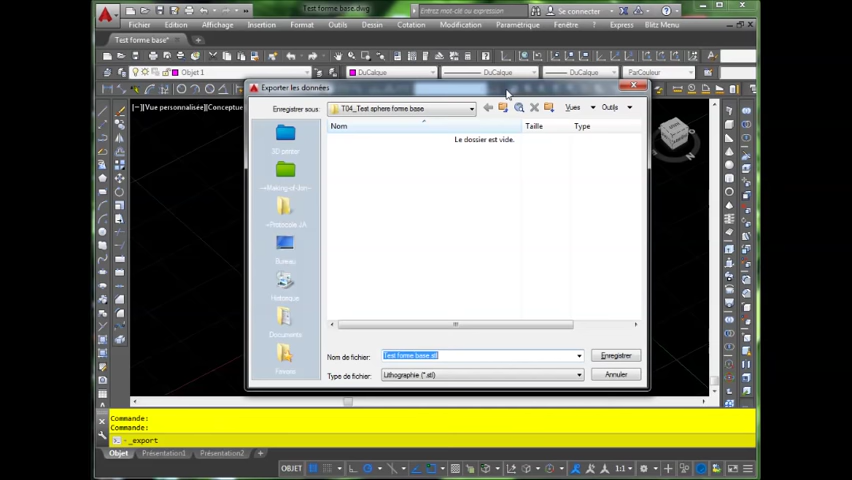 Test forme base.dwg
Entrez mot-clé ou expression
Se connecter
Fichier Edition Affichage Insertion Format Outils Dessin Cotation Modification Paramétrique Fenêtre ? Express Blitz Menu
Test forme base*
Objet 1
DuCalque
DuCalque
DuCalque
ParCouleur
[-][Vue personnalisée][Conceptue
Exporter les données
Enregistrer sous:
T04_Test sphere forme base
Vues
Outils
Nom Taille Type
Le dossier est vide.
3D printer
Bureau
Historique
Documents
Nom de fichier:
Test forme base.stl
Enregistrer
Type de fichier:
Lithographie (*.stl)
Annuler
N
Commande:
Commande:
_export
Objet Présentation1 Présentation2 +
OBJET
1:1